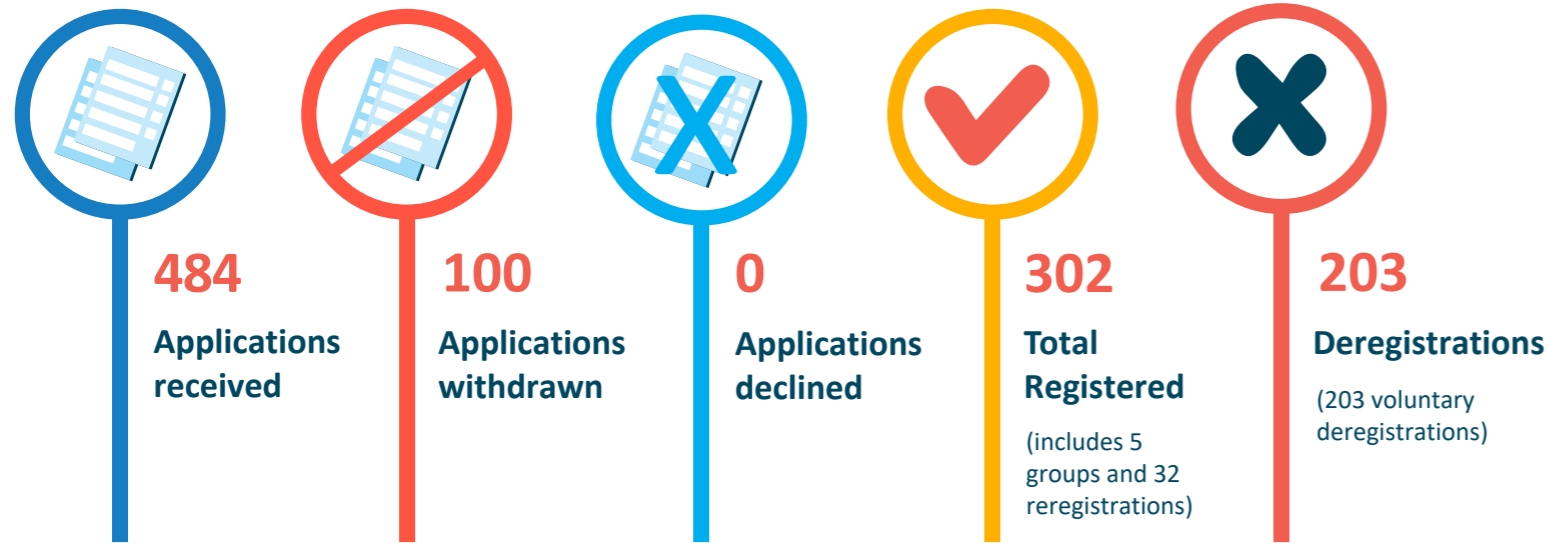 484
Applications
received
100
Applications
withdrawn
0
Applications
declined
302
Total
Registered
(includes 5
groups and 32
reregistrations)
203
Deregistrations
(203 voluntary
deregistrations)